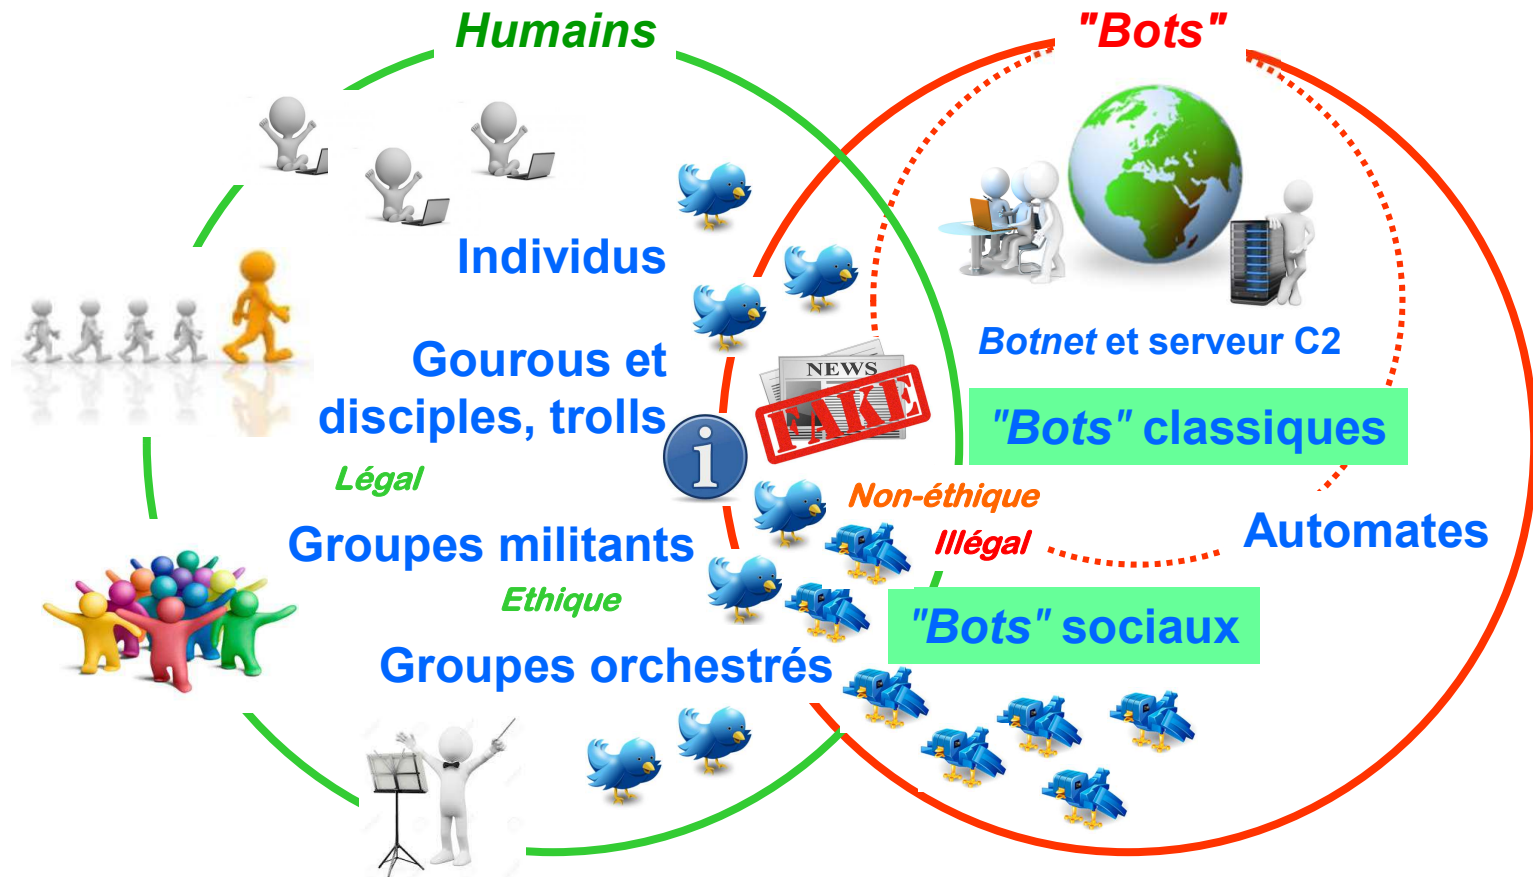 Humains
"Bots"
Individus
Botnet et serveur C2
Gourous et
disciples, trolls
NEWS
FAKE
i
"Bots" classiques
Légal
Non-éthique
Groupes militants
Illégal
Automates
Ethique
"Bots" sociaux
Groupes orchestrés